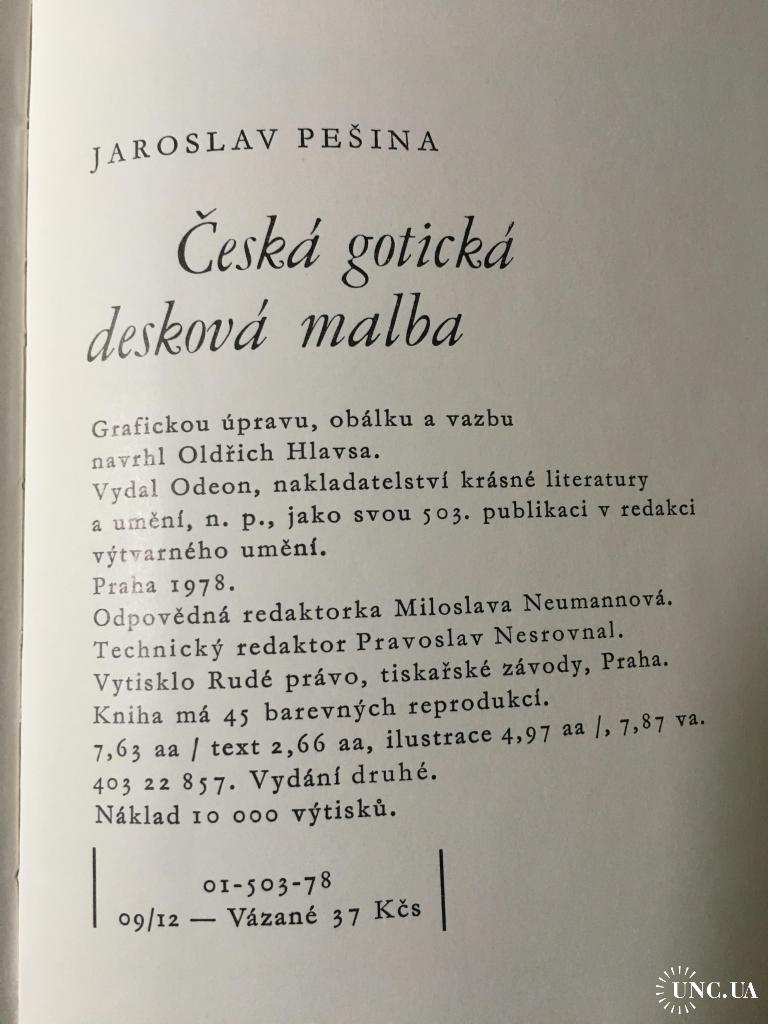 JAROSLAV PEŠINA
Česká gotická
desková malba
Grafickou úpravu, obálku a vazbu
navrhl Oldřich Hlavsa.
Vydal Odeon, nakladatelství krásné literatury
a umění, n. p., jako svou 503. publikaci v redakci
výtvarného umění.
Praha 1978.
Odpovědná redaktorka Miloslava Neumannová.
Technický redaktor Pravoslav Nesrovnal.
Vytisklo Rudé právo, tiskařské závody, Praha.
Kniha má 45 barevných reprodukcí.
7,63 aa / text 2,66 aa, ilustrace 4,97 aa /, 7,87 va.
403 22 857. Vydání druhé.
Náklad 10 000 výtisků.
01-503-78
09/12 — Vázané 37 Kčs
UNC.UA